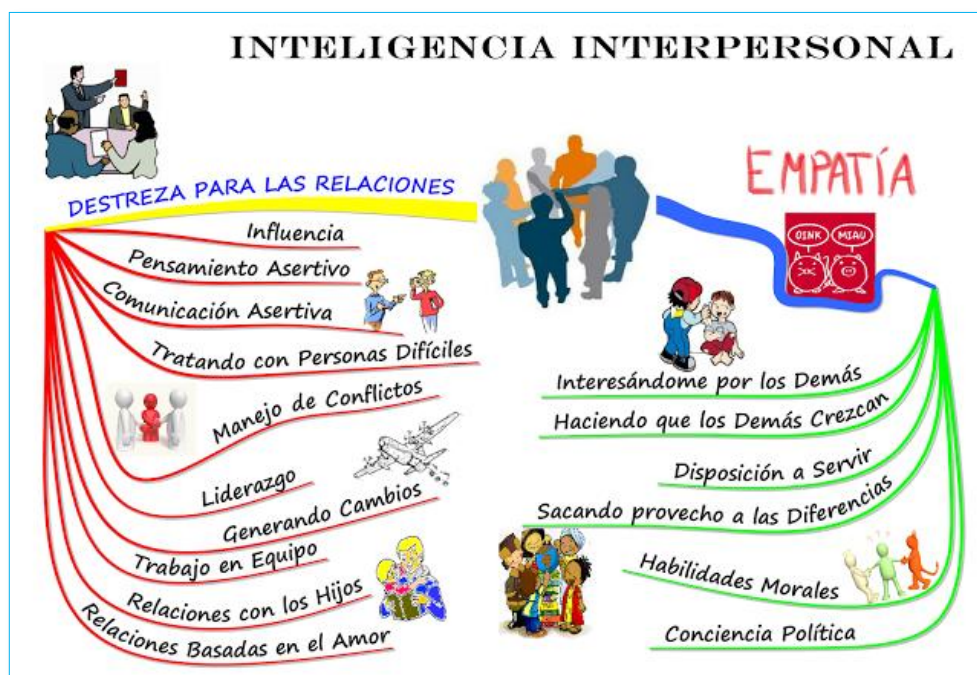 INTELIGENCIA INTERPERSONAL
DESTREZA PARA LAS RELACIONES
Influencia
Pensamiento Asertivo
Comunicación Asertiva
Tratando con Personas Difíciles
Manejo de Conflictos
Liderazgo
Generando Cambios
Trabajo en Equipo
Relaciones con los Hijos
Relaciones Basadas en el Amor
EMPATÍA
OINK MIAU
Interesándome por los Demás
Haciendo que los Demás Crezcan
Disposición a Servir
Sacando provecho a las Diferencias
Habilidades Morales
Conciencia Política